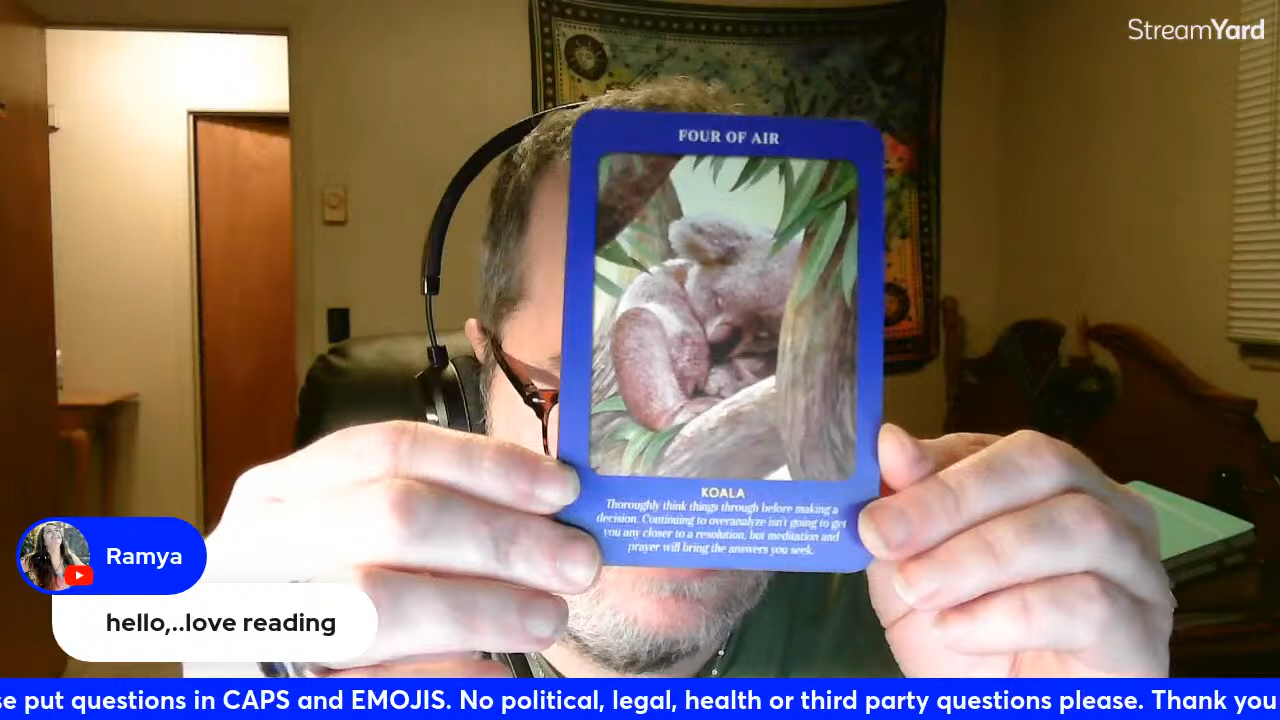 StreamYard
FOUR OF AIR
KOALA
Thoroughly think things through before making a
decision. Continuing to overanalyze isn't going to get
you any closer to a resolution, but meditation and
prayer will bring the answers you seek.
Ramya
hello,..love reading
se put questions in CAPS and EMOJIS. No political, legal, health or third party questions please. Thank you